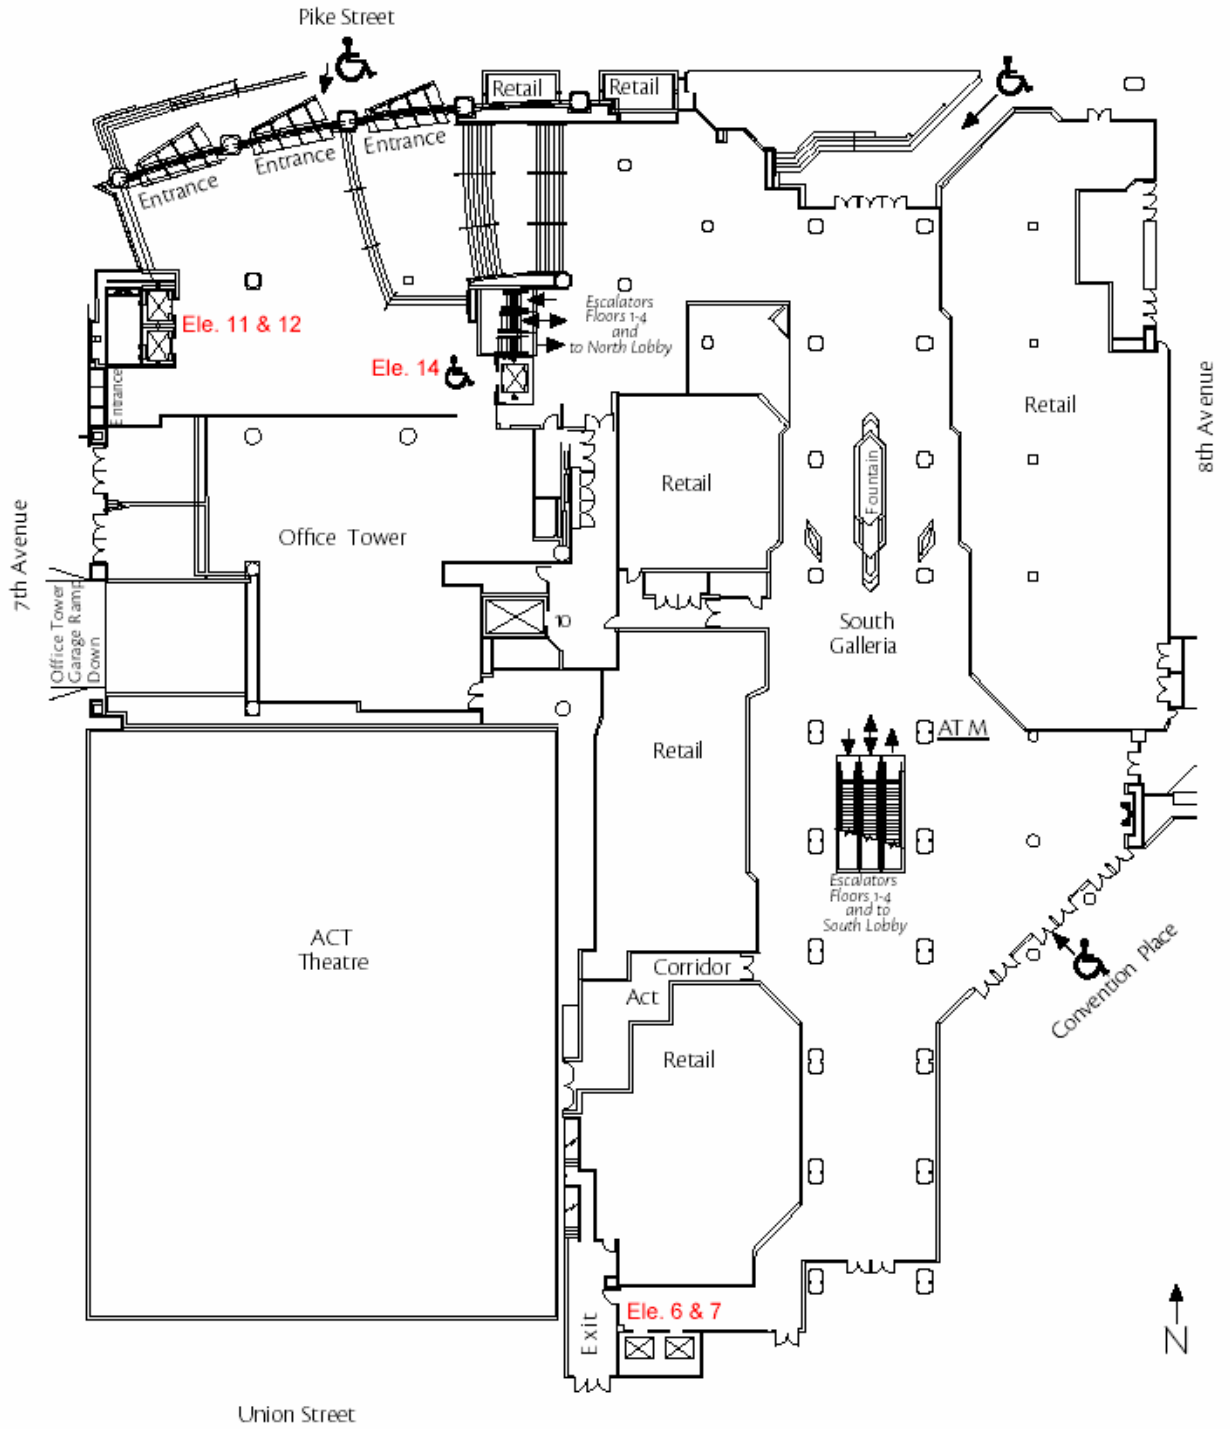 Pike Street
Retail
Retail
Entrance
Entrance
Entrance
Escalators
Floors 1-4
and
to North Lobby
Ele. 11 & 12
Ele. 14
Entrance
Retail
8th Avenue
Retail
Fountain
7th Avenue
Office Tower
Office Tower
Garage Ramp
Down
10
South
Galleria
Retail
ATM
Escalators
Floors 1-4
and to
South Lobby
ACT
Theatre
Corridor
Act
Convention Place
Retail
Ele. 6 & 7
Exit
N
Union Street